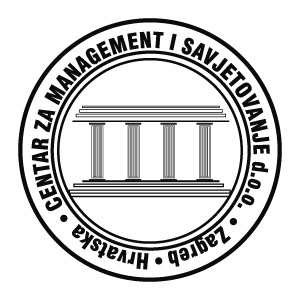 CENTAR ZA MANAGEMENT I SAVJETOVANJE d.o.o. • Zagreb • Hrvatska •